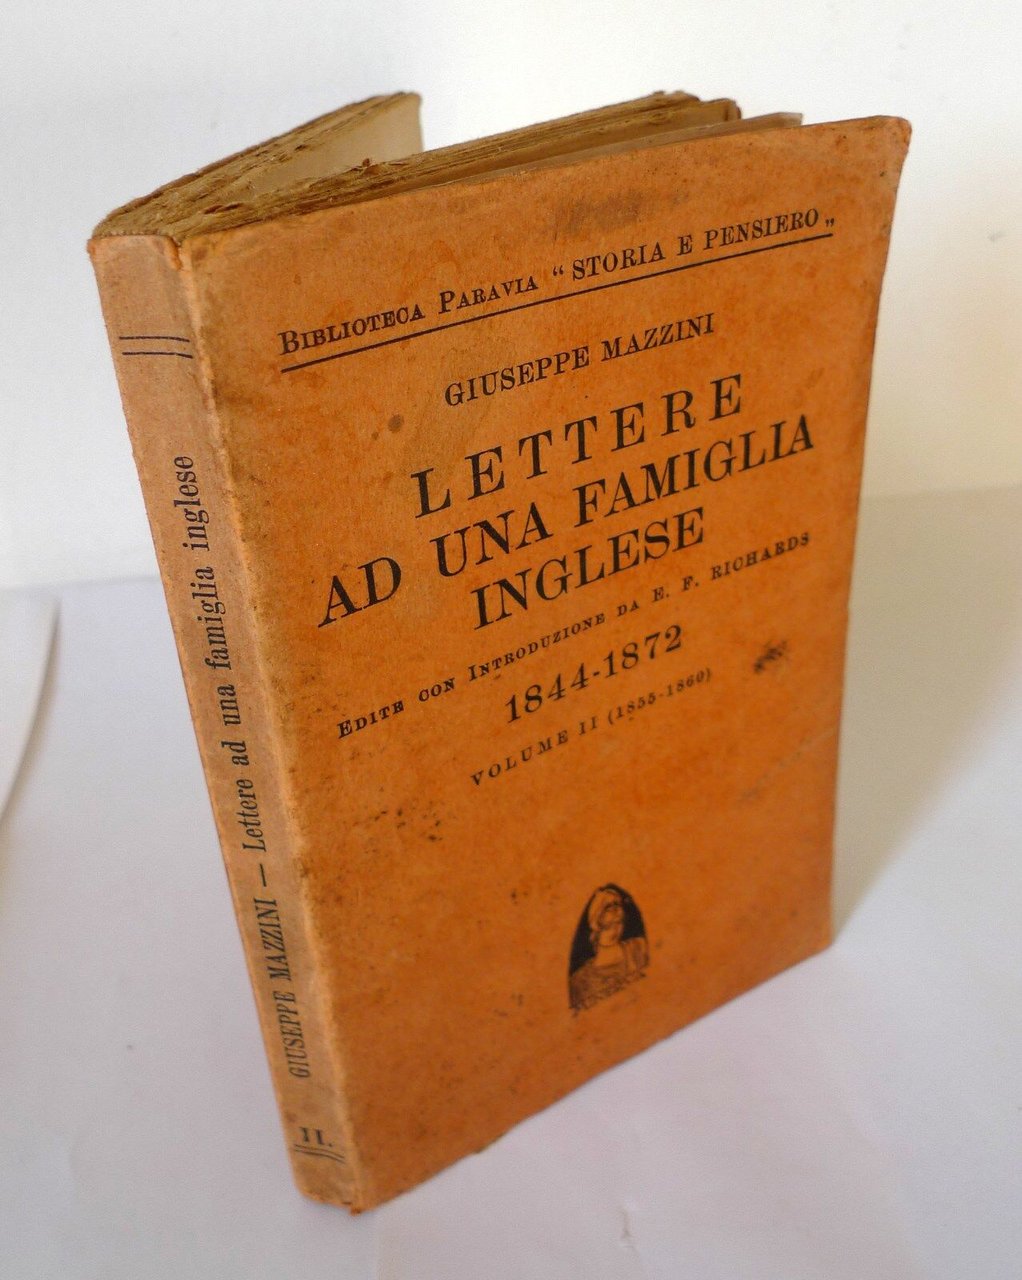 BIBLIOTECA PARAVIA “ STORIA E PENSIERO „
GIUSEPPE MAZZINI
LETTERE
AD UNA FAMIGLIA
INGLESE
EDITE CON INTRODUZIONE DA E. F. RICHARDS
1844-1872
VOLUME II (1855-1860)
GIUSEPPE MAZZINI — Lettere ad una famiglia inglese
II.